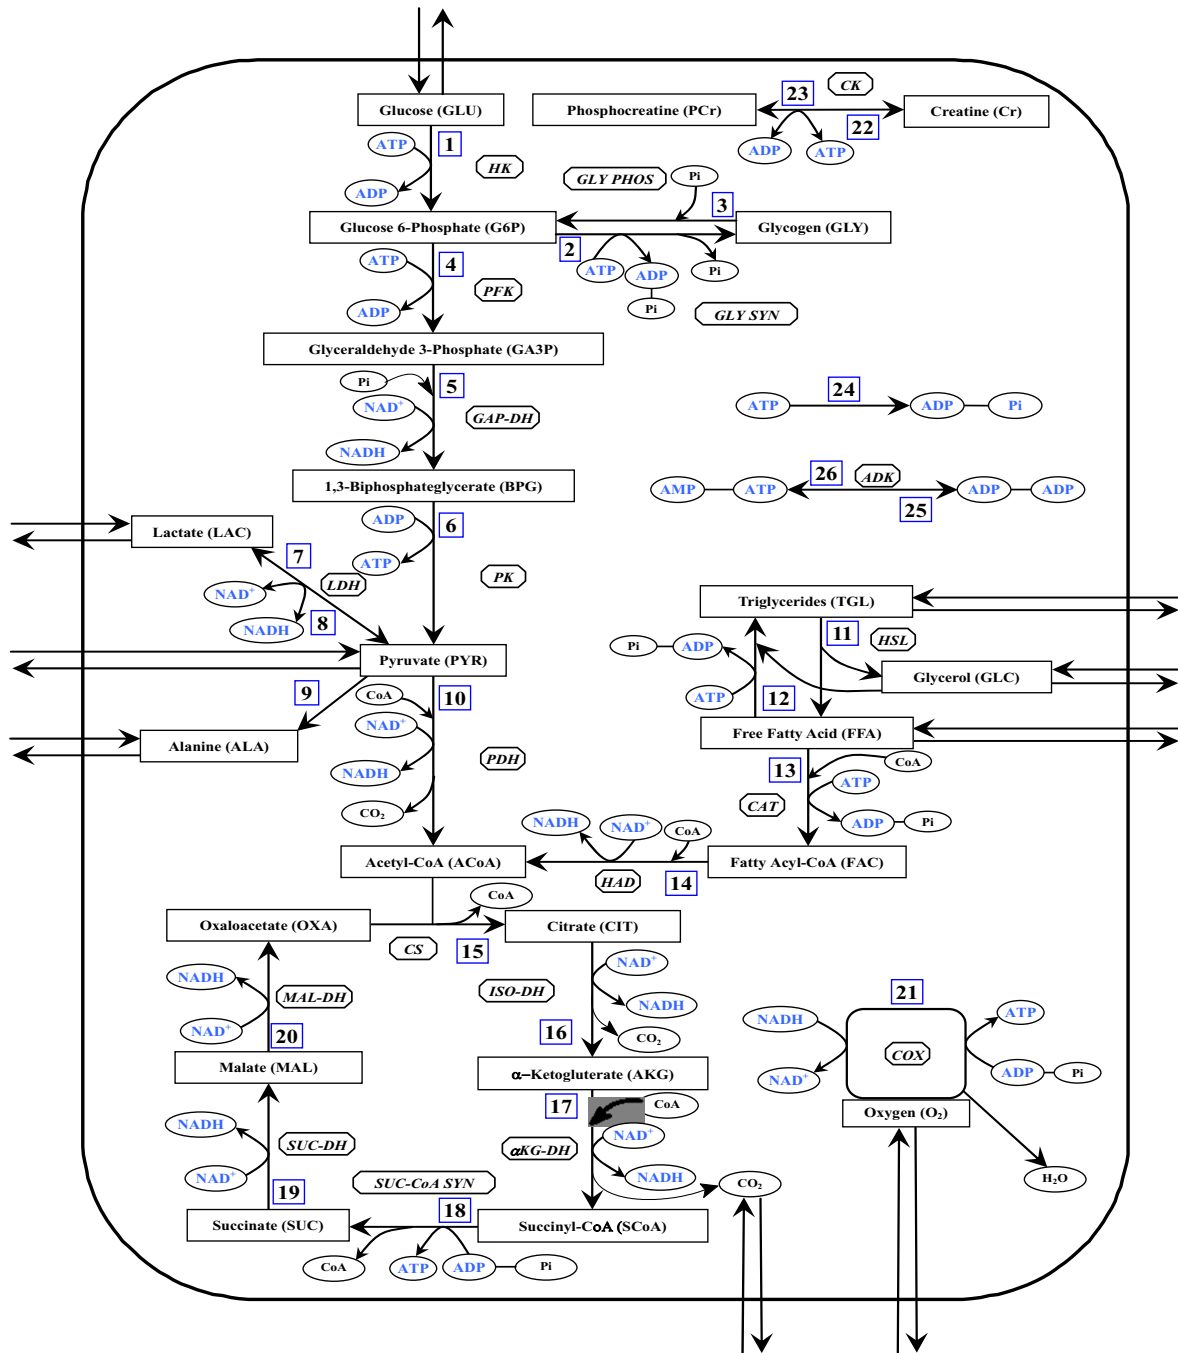 Glucose (GLU)
Phosphocreatine (PCr)
23
CK
Creatine (Cr)
22
ATP
1
HK
ADP
ADP
ATP
GLY PHOS
Pi
3
Glucose 6-Phosphate (G6P)
Glycogen (GLY)
2
ATP
4
PFK
ADP
ATP
ADP
Pi
Pi
GLY SYN
Glyceraldehyde 3-Phosphate (GA3P)
Pi
5
NAD+
GAP-DH
NADH
ATP
24
ADP
Pi
1,3-Biphosphateglycerate (BPG)
AMP
ATP
26
ADK
25
ADP
ADP
ADP
6
ATP
PK
Lactate (LAC)
7
LDH
NAD+
NADH
8
Triglycerides (TGL)
11
HSL
Pi
ADP
ATP
12
Glycerol (GLC)
Pyruvate (PYR)
9
CoA
10
NAD+
NADH
PDH
CO₂
Alanine (ALA)
Free Fatty Acid (FFA)
13
CoA
ATP
CAT
ADP
Pi
NADH
NAD+
CoA
Acetyl-CoA (ACoA)
HAD
14
Fatty Acyl-CoA (FAC)
CoA
Oxaloacetate (OXA)
CS
15
Citrate (CIT)
NADH
MAL-DH
NAD+
20
ISO-DH
NAD+
NADH
16
CO₂
21
NADH
COX
ATP
NAD+
ADP
Pi
Malate (MAL)
α−Ketogluterate (AKG)
Oxygen (O₂)
17
CoA
NADH
SUC-DH
NAD+
19
αKG-DH
NAD+
NADH
CO₂
H₂O
SUC-CoA SYN
18
Succinate (SUC)
Succinyl-CoA (SCoA)
CoA
ATP
ADP
Pi